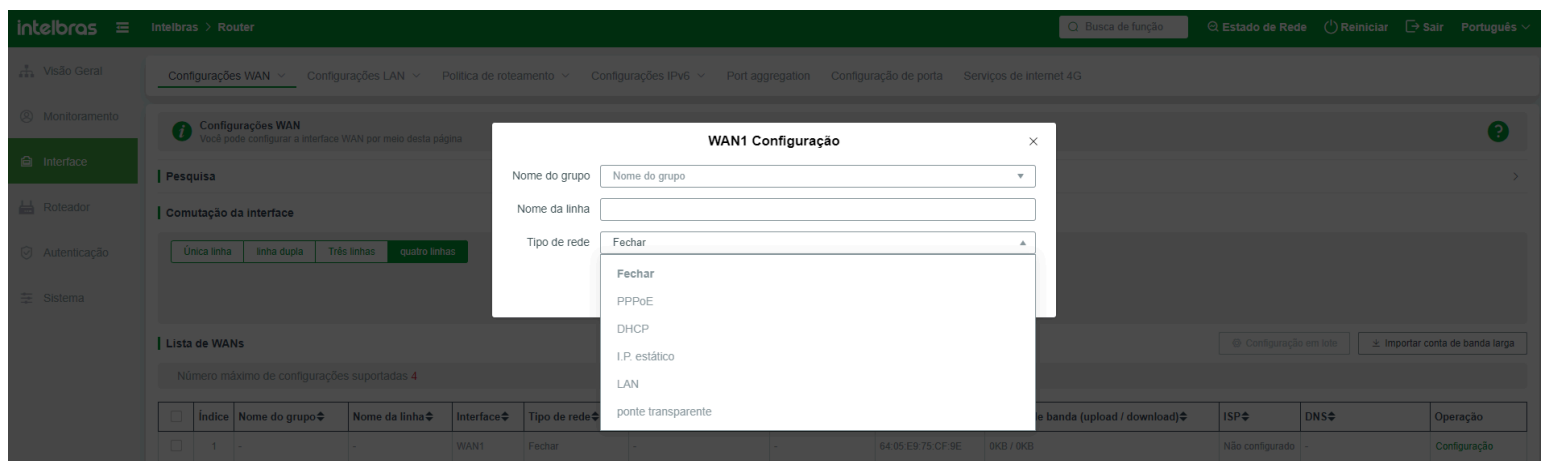 intelbras Intelbras > Router Busca de função Estado de Rede Reiniciar Sair Português
Visão Geral
Configurações WAN Configurações LAN Politica de roteamento Configurações IPv6 Port aggregation Configuração de porta Serviços de internet 4G
Monitoramento
Configurações WAN
Você pode configurar a interface WAN por meio desta página
WAN1 Configuração
Interface
Pesquisa
Nome do grupo Nome do grupo
Roteador
Comutação da interface
Nome da linha
Autenticação
Única linha linha dupla Três linhas quatro linhas
Tipo de rede Fechar
Fechar
Sistema
PPPoE
DHCP
Lista de WANs
Configuração em lote Importar conta de banda larga
I.P. estático
Número máximo de configurações suportadas 4
LAN
ponte transparente
Índice Nome do grupo Nome da linha Interface Tipo de rede e banda (upload / download) ISP DNS Operação
1 - - WAN1 Fechar - - 64:05:E9:75:CF:9E 0KB / 0KB Não configurado - Configuração